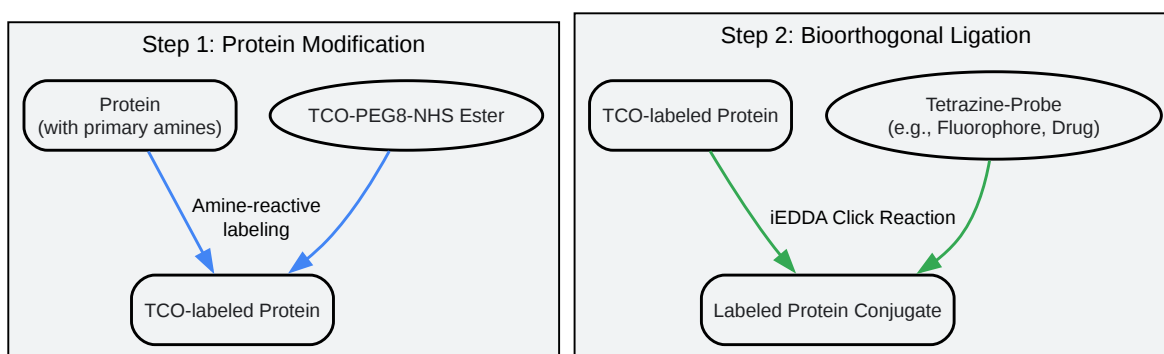 Step 1: Protein Modification
Protein
(with primary amines)
TCO-PEG8-NHS Ester
Amine-reactive
labeling
TCO-labeled Protein
Step 2: Bioorthogonal Ligation
TCO-labeled Protein
Tetrazine-Probe
(e.g., Fluorophore, Drug)
iEDDA Click Reaction
Labeled Protein Conjugate